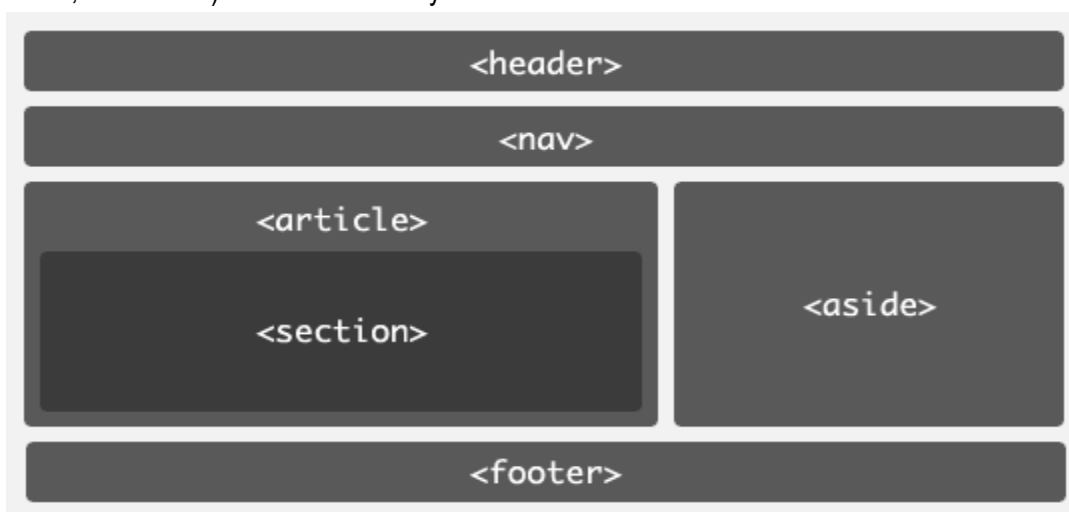 <header>
<nav>
<article>
<section>
<aside>
<footer>